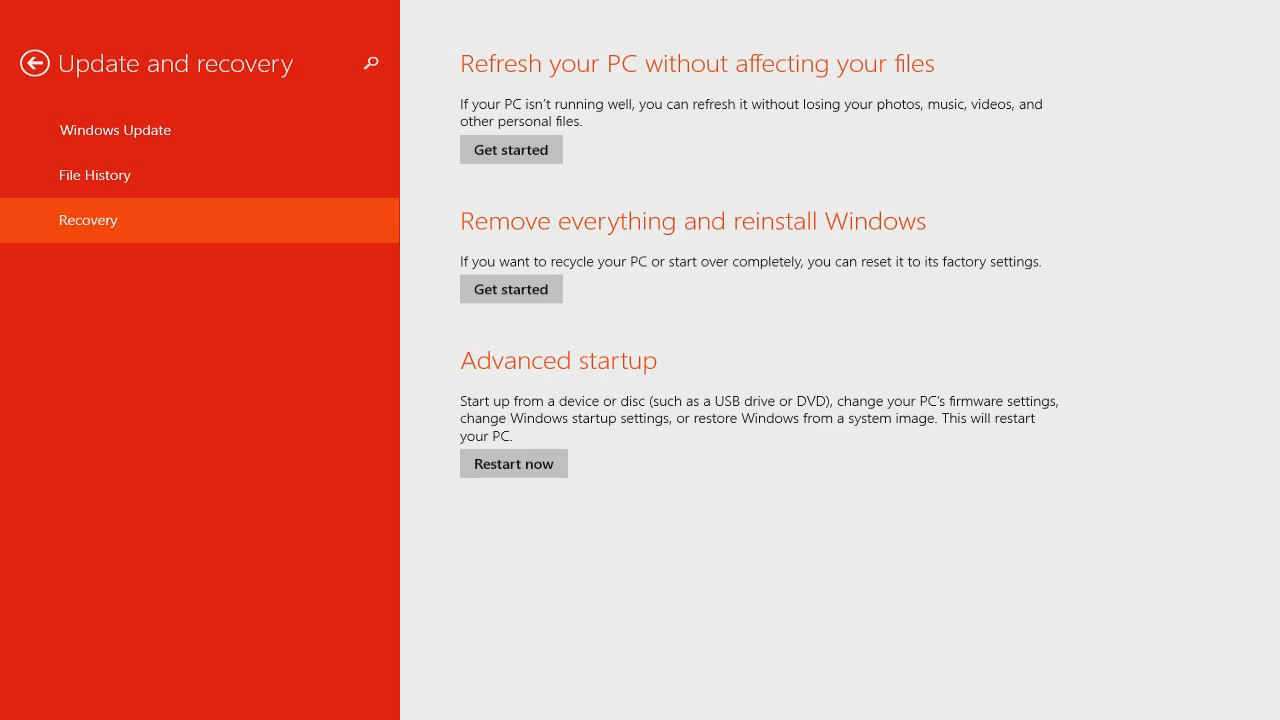 Update and recovery
Windows Update
File History
Recovery
Refresh your PC without affecting your files
If your PC isn't running well, you can refresh it without losing your photos, music, videos, and
other personal files.
Get started
Remove everything and reinstall Windows
If you want to recycle your PC or start over completely, you can reset it to its factory settings.
Get started
Advanced startup
Start up from a device or disc (such as a USB drive or DVD), change your PC's firmware settings,
change Windows startup settings, or restore Windows from a system image. This will restart
your PC.
Restart now